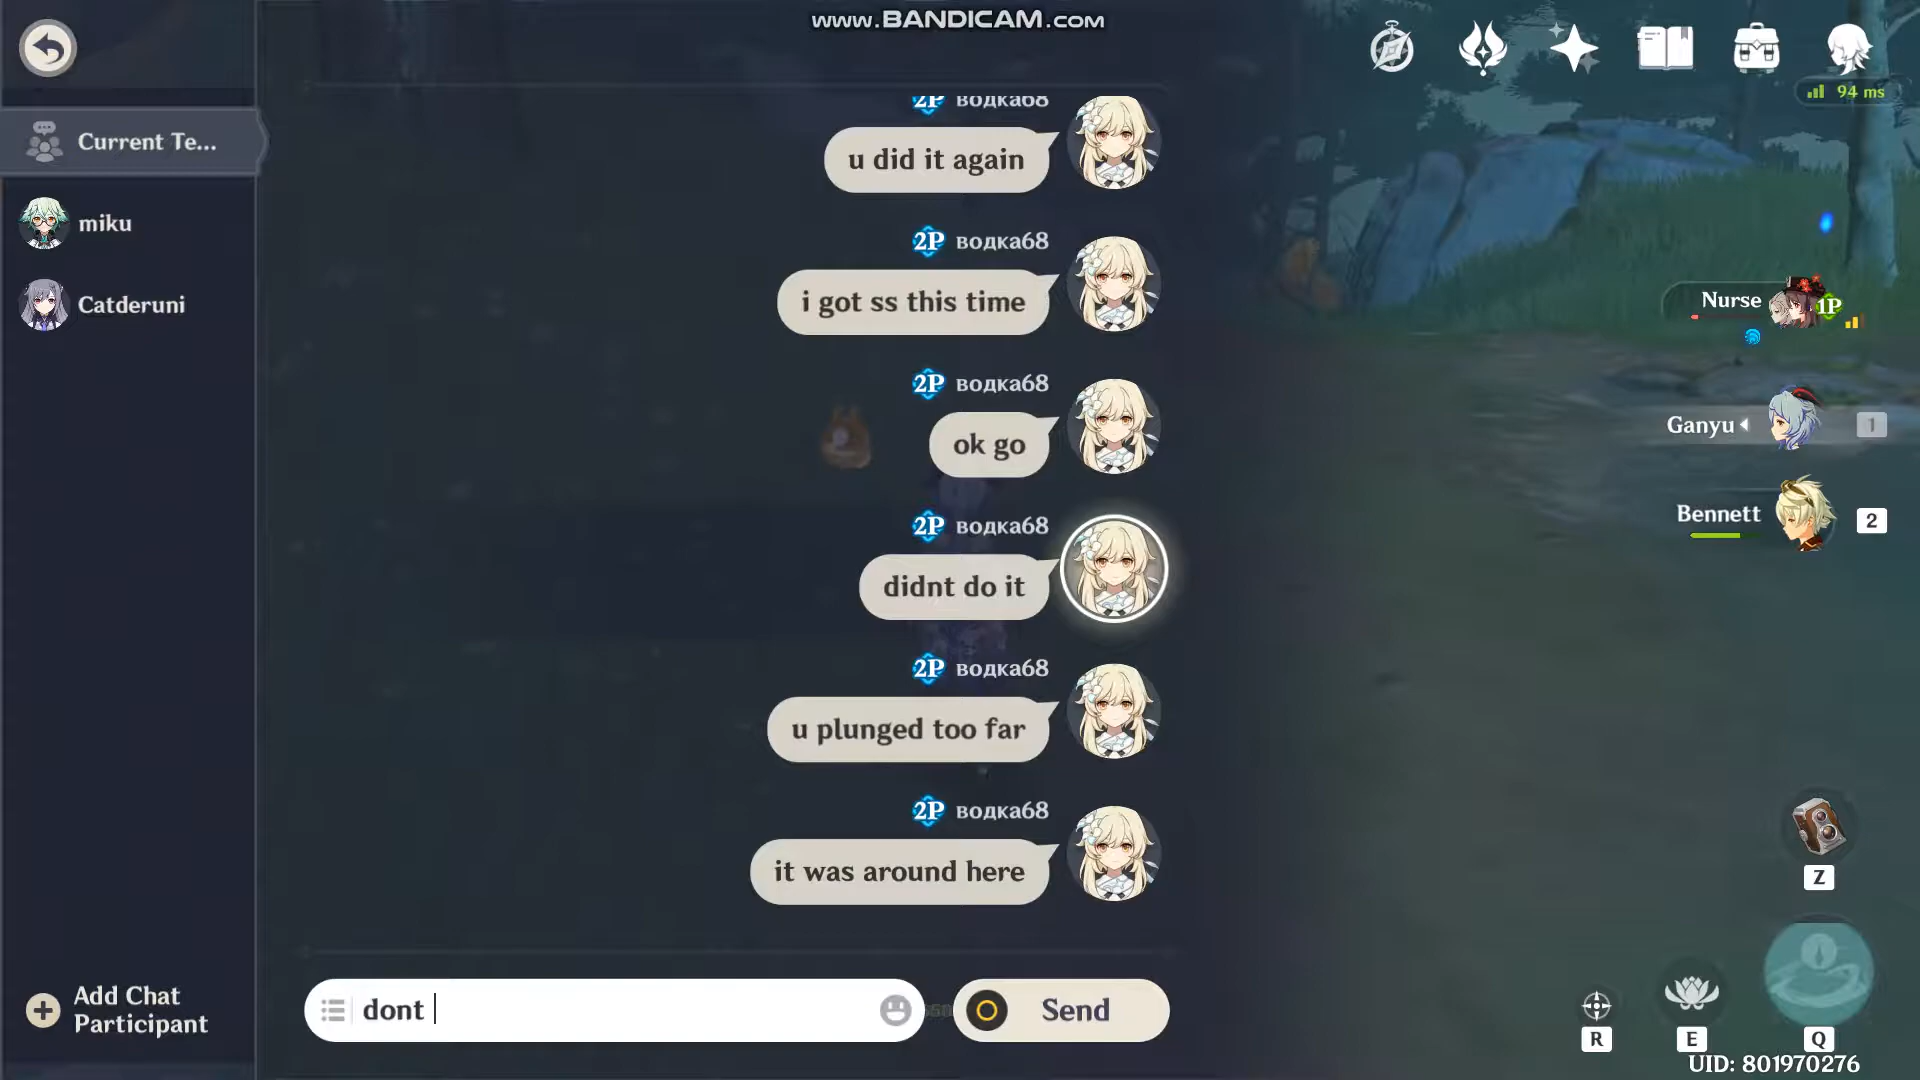 www.BANDICAM.com
94 ms
Current Te...
miku
Catderuni
2P водка68
u did it again
2P водка68
i got ss this time
2P водка68
ok go
2P водка68
didnt do it
2P водка68
u plunged too far
2P водка68
it was around here
Nurse 1P
Ganyu 1
Bennett 2
Z
Add Chat
Participant
dont
Send
R
E
Q
UID: 801970276